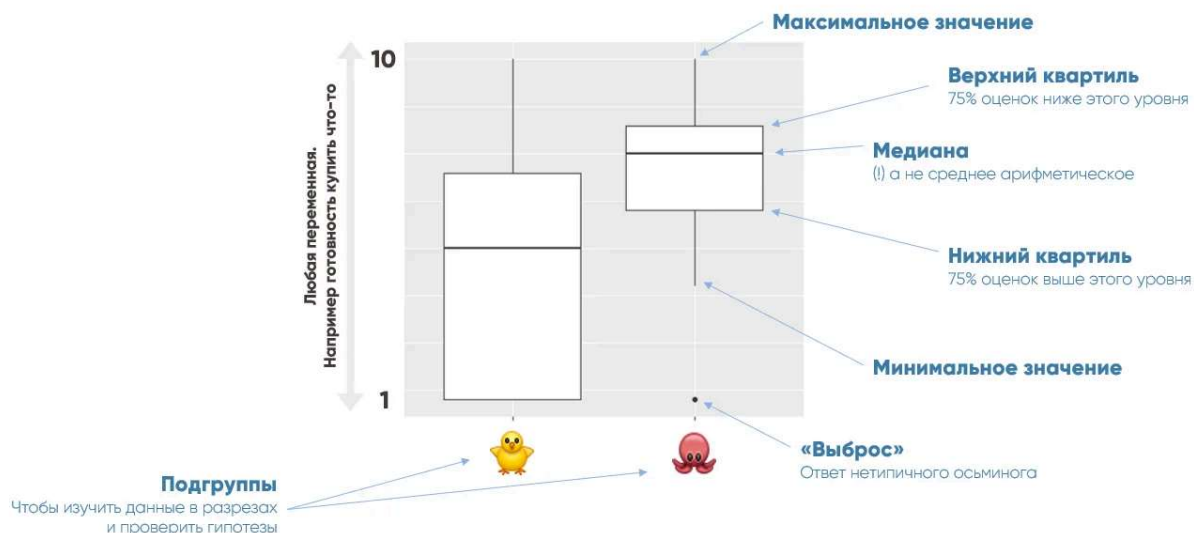 Максимальное значение
10
Верхний квартиль
75% оценок ниже этого уровня
Любая переменная.
Например готовность купить что-то
Медиана
(!) а не среднее арифметическое
Нижний квартиль
75% оценок выше этого уровня
Минимальное значение
1
«Выброс»
Ответ нетипичного осьминога
Подгруппы
Чтобы изучить данные в разрезах
и проверить гипотезы